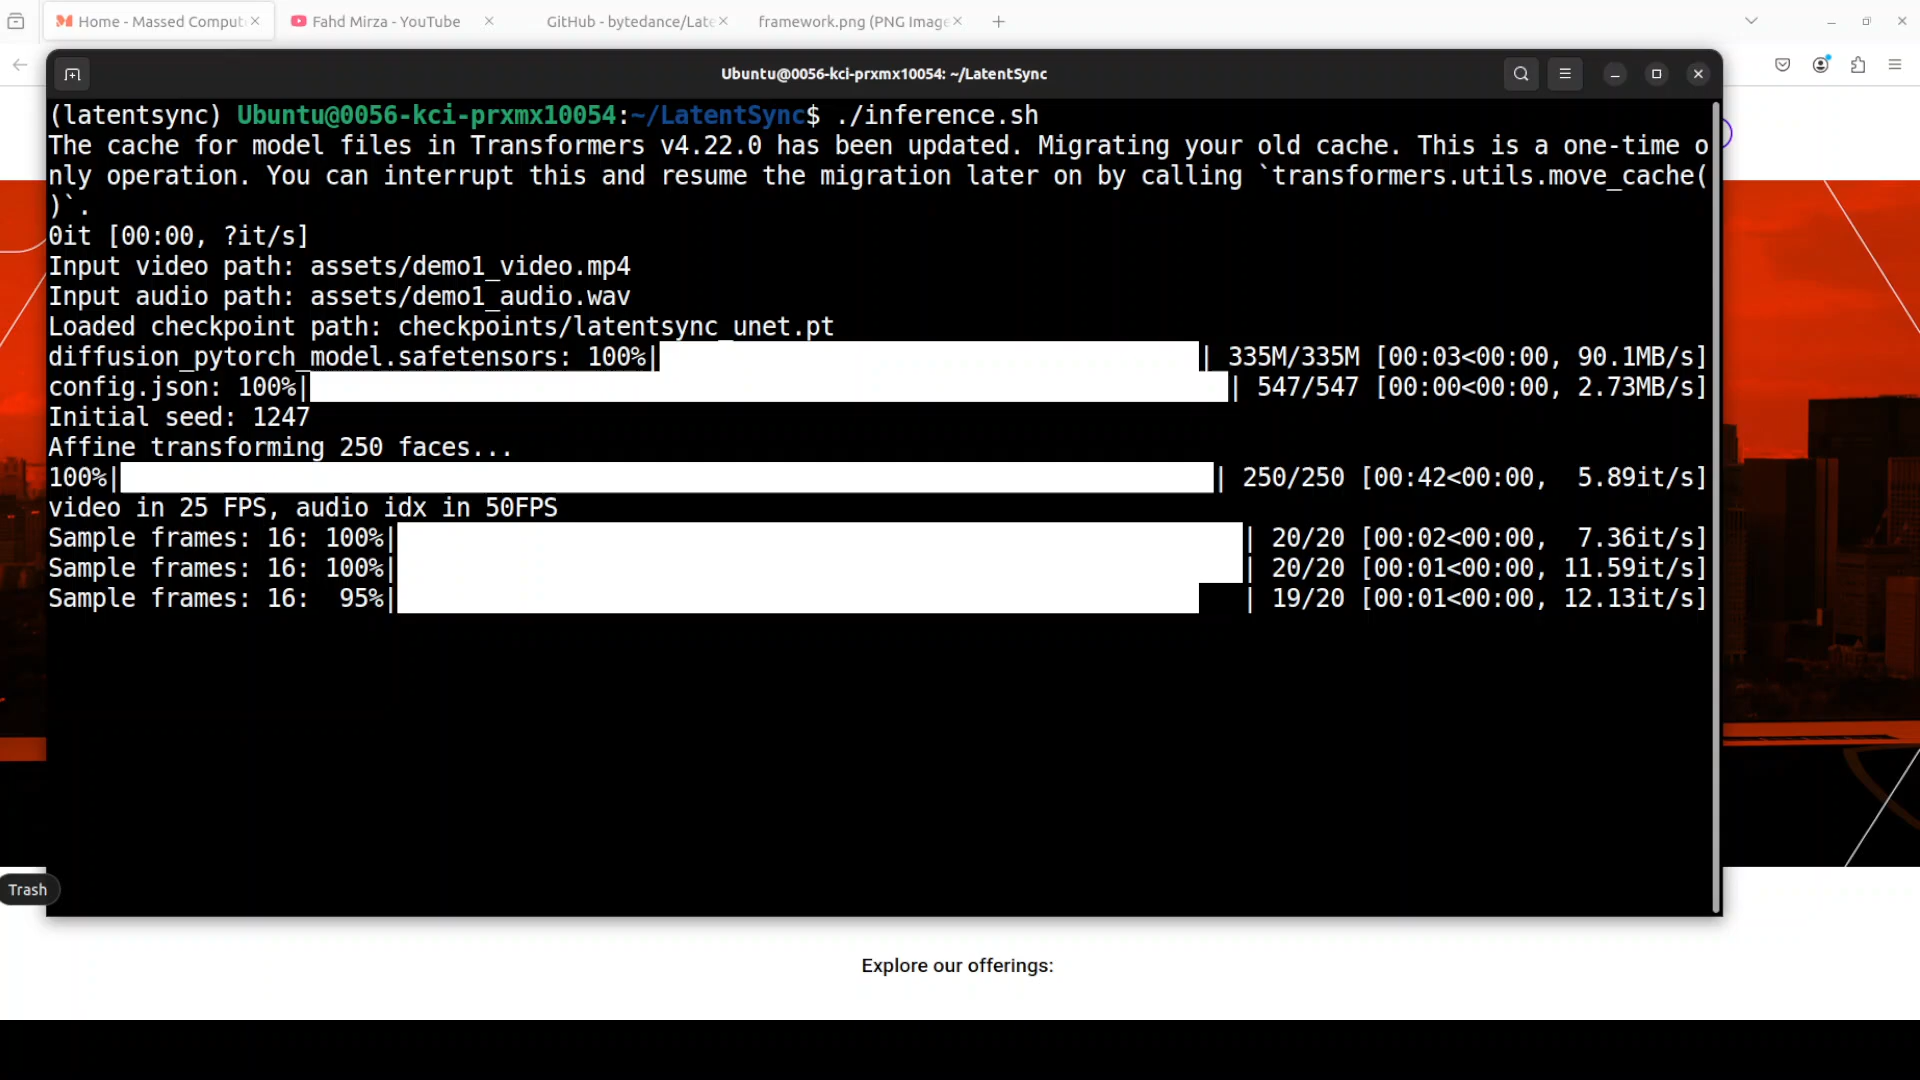 Home - Massed Comput
Fahd Mirza - YouTube
GitHub - bytedance/Late
framework.png (PNG Image
Ubuntu@0056-kci-prxmx10054: ~/LatentSync
(latentsync) Ubuntu@0056-kci-prxmx10054:~/LatentSync$ ./inference.sh
The cache for model files in Transformers v4.22.0 has been updated. Migrating your old cache. This is a one-time o
nly operation. You can interrupt this and resume the migration later on by calling `transformers.utils.move_cache(
)`.
0it [00:00, ?it/s]
Input video path: assets/demo1_video.mp4
Input audio path: assets/demo1_audio.wav
Loaded checkpoint path: checkpoints/latentsync_unet.pt
diffusion_pytorch_model.safetensors: 100%| | 335M/335M [00:03<00:00, 90.1MB/s]
config.json: 100%| | 547/547 [00:00<00:00, 2.73MB/s]
Initial seed: 1247
Affine transforming 250 faces...
100%| | 250/250 [00:42<00:00, 5.89it/s]
video in 25 FPS, audio idx in 50FPS
Sample frames: 16: 100%| | 20/20 [00:02<00:00, 7.36it/s]
Sample frames: 16: 100%| | 20/20 [00:01<00:00, 11.59it/s]
Sample frames: 16: 95%| | 19/20 [00:01<00:00, 12.13it/s]
Trash
Explore our offerings: